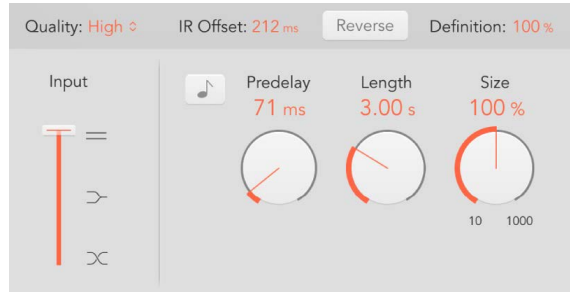 Quality: High IR Offset: 212 ms Reverse Definition: 100 %
Input Predelay Length Size
71 ms 3.00 s 100 %
10 1000